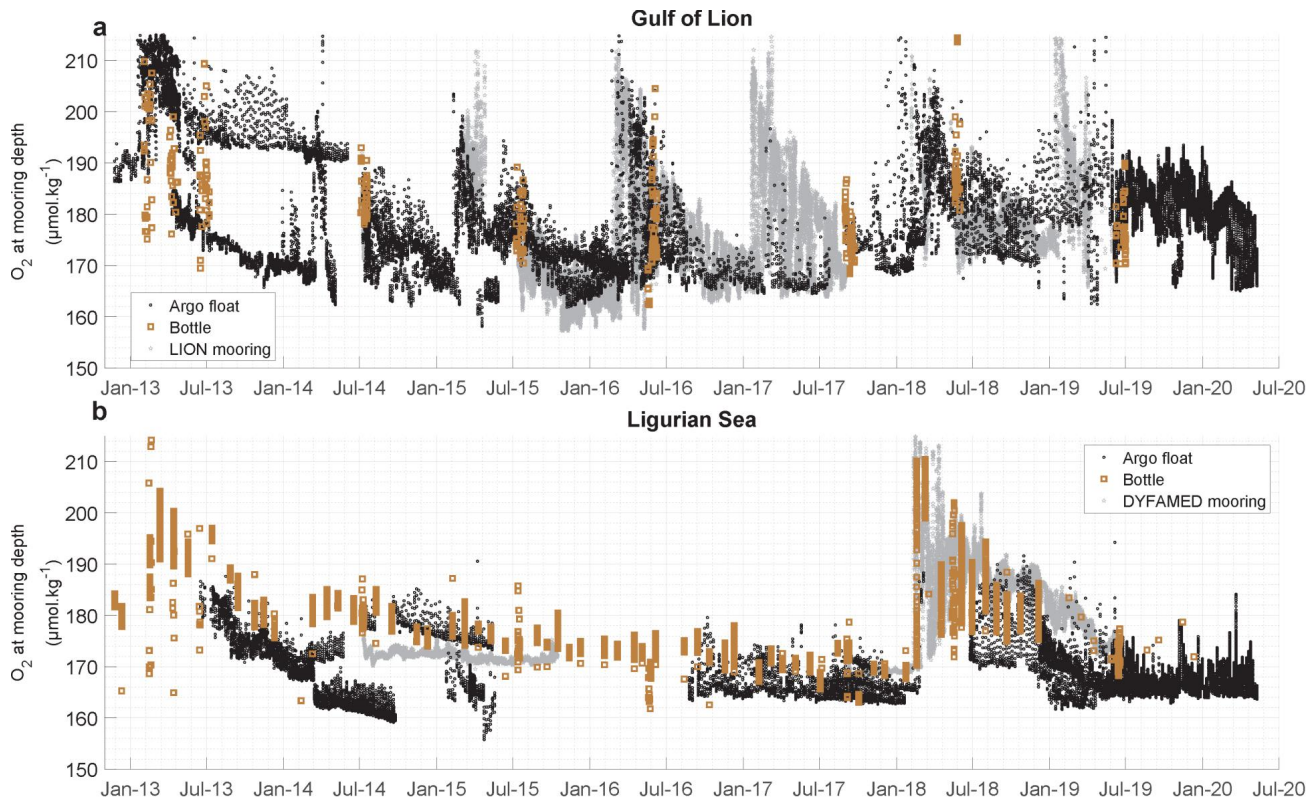 a
Gulf of Lion
O2 at mooring depth
(μmol.kg-1)
210
200
190
180
170
160
150
Argo float
Bottle
LION mooring
Jan-13 Jul-13 Jan-14 Jul-14 Jan-15 Jul-15 Jan-16 Jul-16 Jan-17 Jul-17 Jan-18 Jul-18 Jan-19 Jul-19 Jan-20 Jul-20
b
Ligurian Sea
O2 at mooring depth
(μmol.kg-1)
210
200
190
180
170
160
150
Argo float
Bottle
DYFAMED mooring
Jan-13 Jul-13 Jan-14 Jul-14 Jan-15 Jul-15 Jan-16 Jul-16 Jan-17 Jul-17 Jan-18 Jul-18 Jan-19 Jul-19 Jan-20 Jul-20